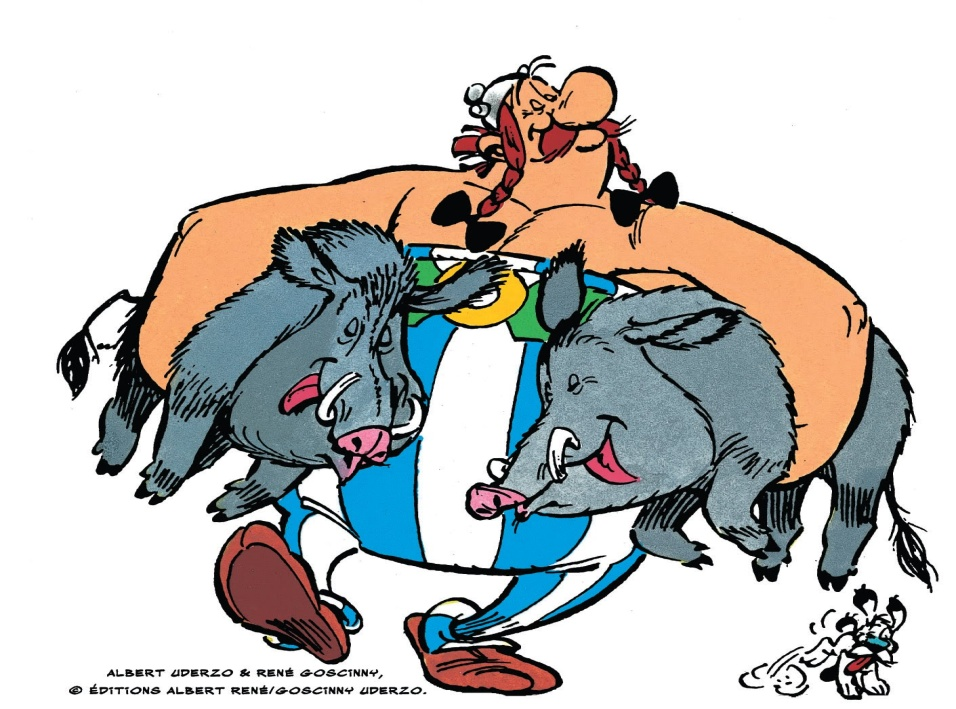 ALBERT UDERZO & RENÉ GOSCINNY,
© ÉDITIONS ALBERT RENÉ/GOSCINNY UDERZO.